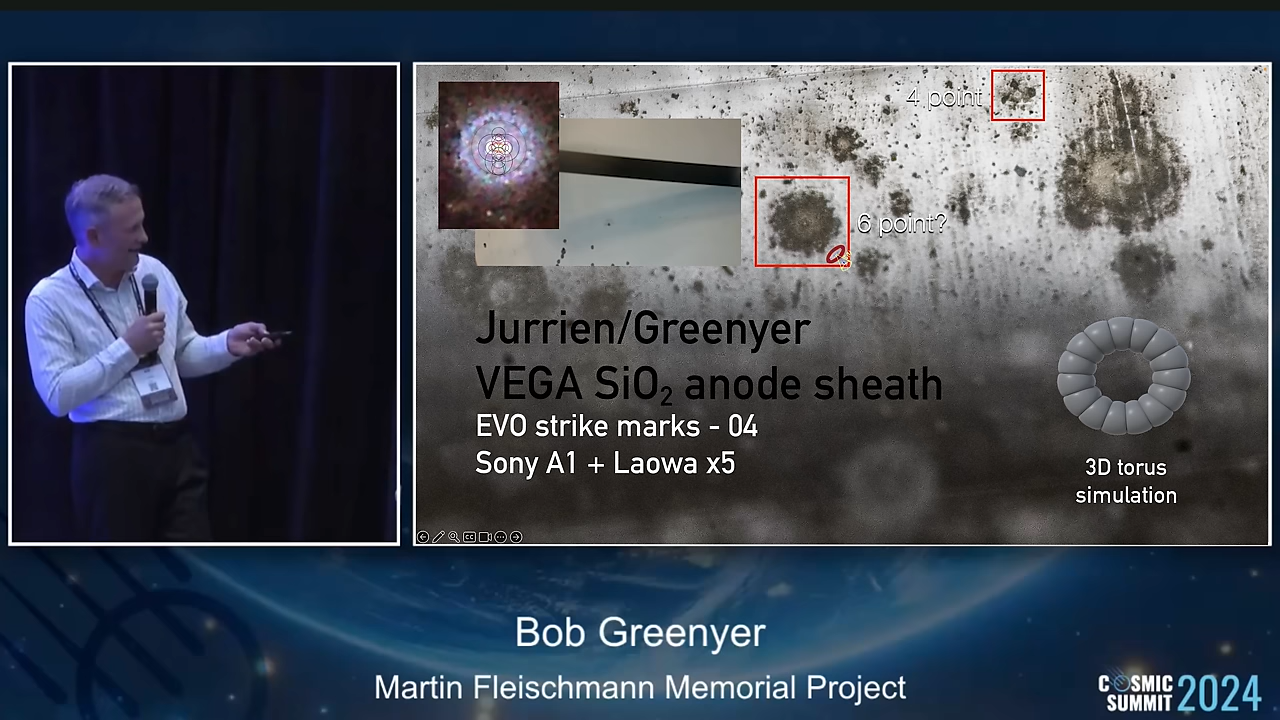 4 point
6 point?
Jurrien/Greenyer
VEGA SiO₂ anode sheath
EVO strike marks - 04
Sony A1 + Laowa x5
3D torus
simulation
Bob Greenyer
Martin Fleischmann Memorial Project
COSMIC
SUMMIT 2024